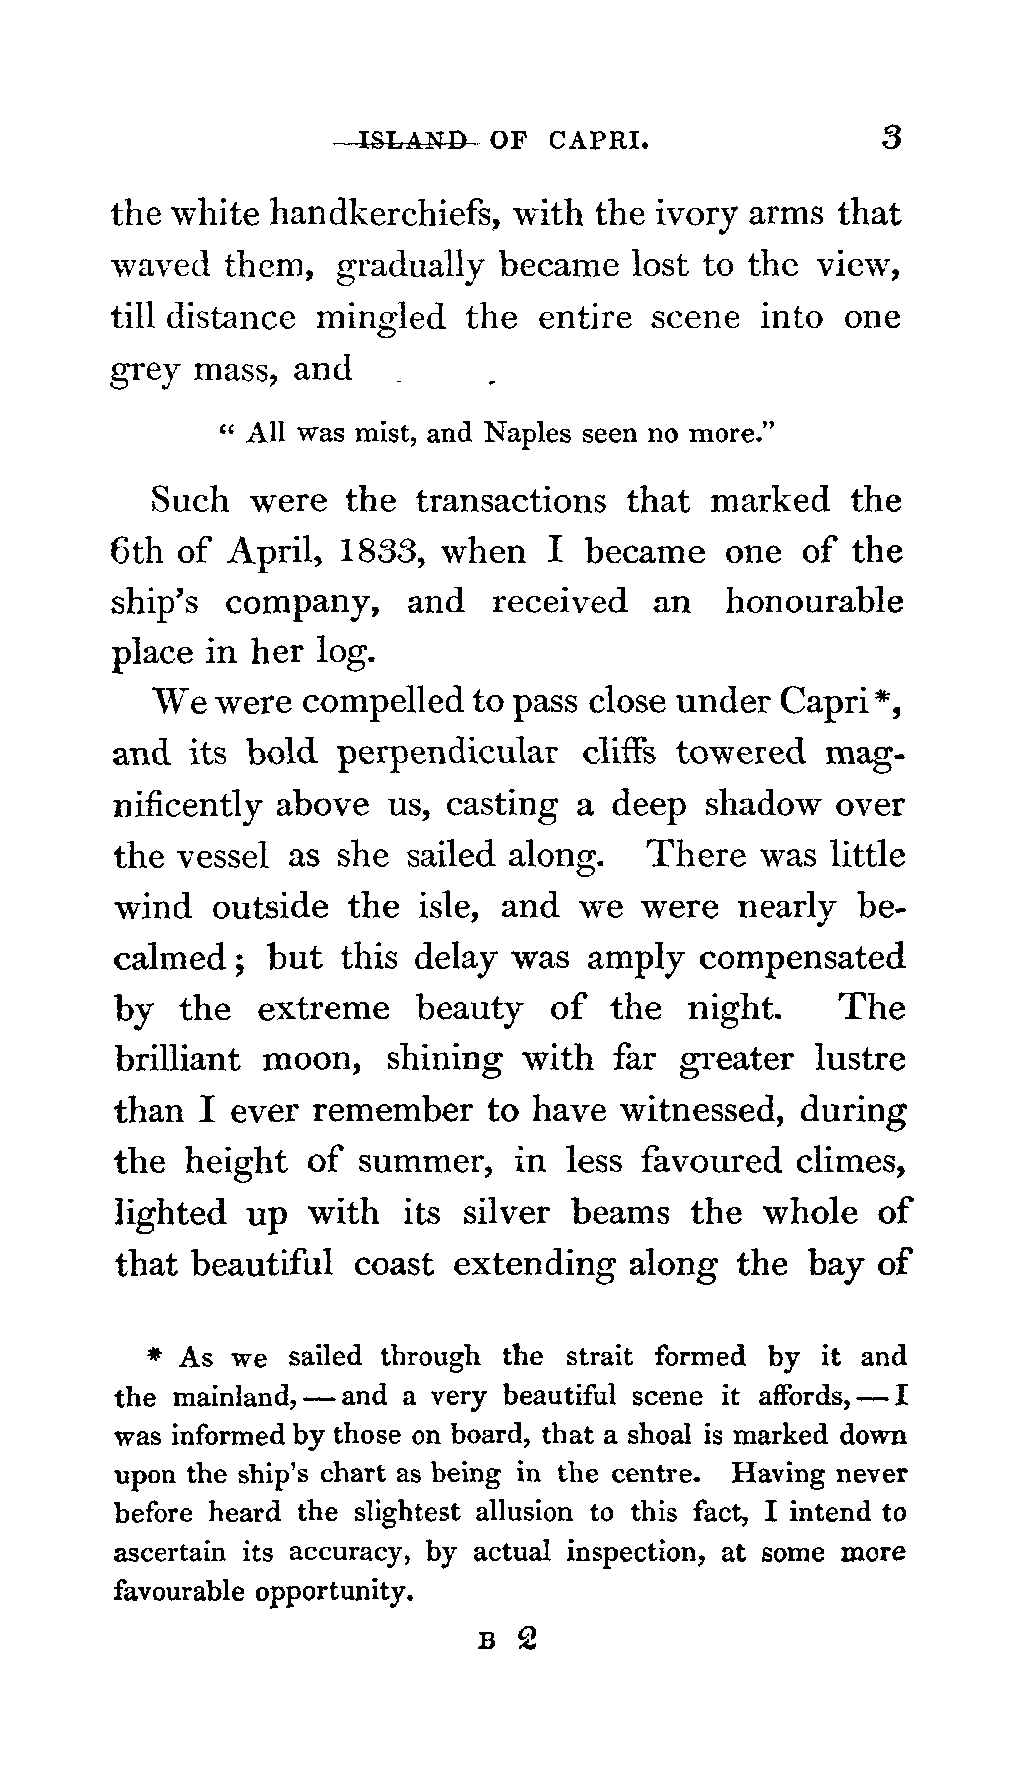 ISLAND OF CAPRI. 3
the white handkerchiefs, with the ivory arms that
waved them, gradually became lost to the view,
till distance mingled the entire scene into one
grey mass, and
“ All was mist, and Naples seen no more.”
Such were the transactions that marked the
6th of April, 1833, when I became one of the
ship’s company, and received an honourable
place in her log.
We were compelled to pass close under Capri *,
and its bold perpendicular cliffs towered mag-
nificently above us, casting a deep shadow over
the vessel as she sailed along. There was little
wind outside the isle, and we were nearly be-
calmed ; but this delay was amply compensated
by the extreme beauty of the night. The
brilliant moon, shining with far greater lustre
than I ever remember to have witnessed, during
the height of summer, in less favoured climes,
lighted up with its silver beams the whole of
that beautiful coast extending along the bay of
* As we sailed through the strait formed by it and
the mainland, — and a very beautiful scene it affords, — I
was informed by those on board, that a shoal is marked down
upon the ship’s chart as being in the centre. Having never
before heard the slightest allusion to this fact, I intend to
ascertain its accuracy, by actual inspection, at some more
favourable opportunity.
B 2